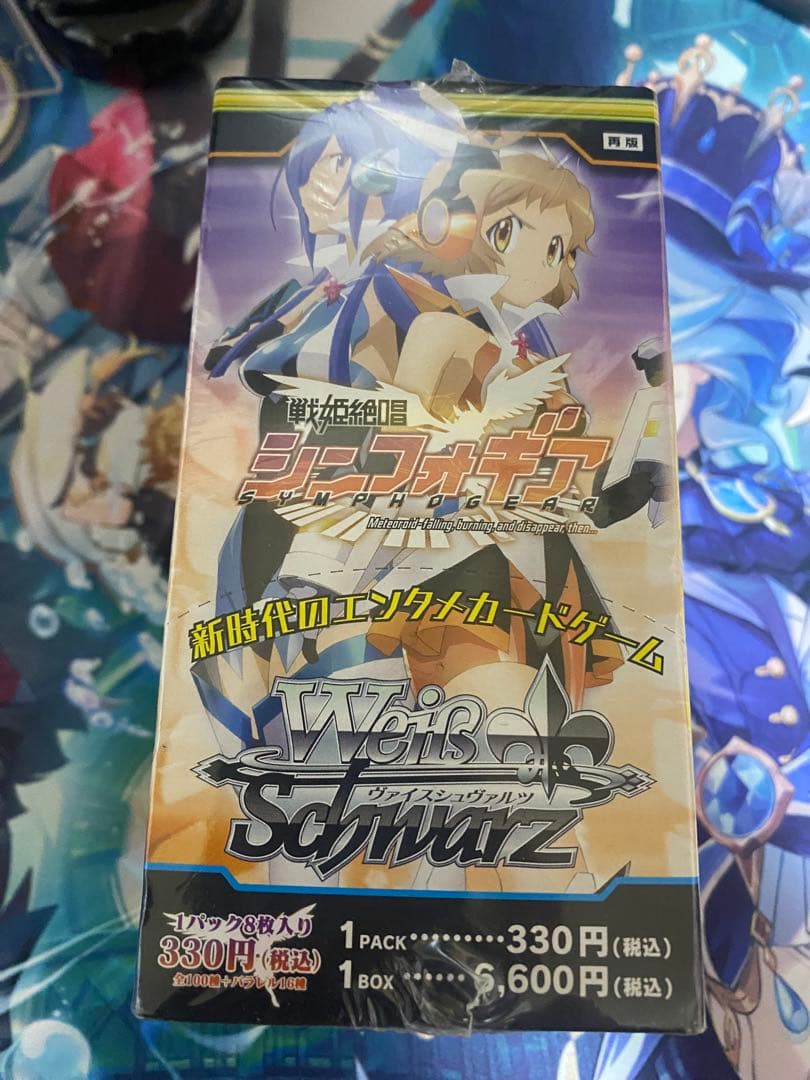 再版
戦姫絶唱
シンフォギア
SYMPHOGEAR
Meteoroid-falling, burning, and disappear, then...
新時代のエンタメカードゲーム
Weiß
ヴァイスシュヴァルツ
Schwarz
1パック8枚入り
330円(税込)
全100種+パラレル16種
1 PACK·········330円(税込)
1 BOX ······ 6,600円(税込)